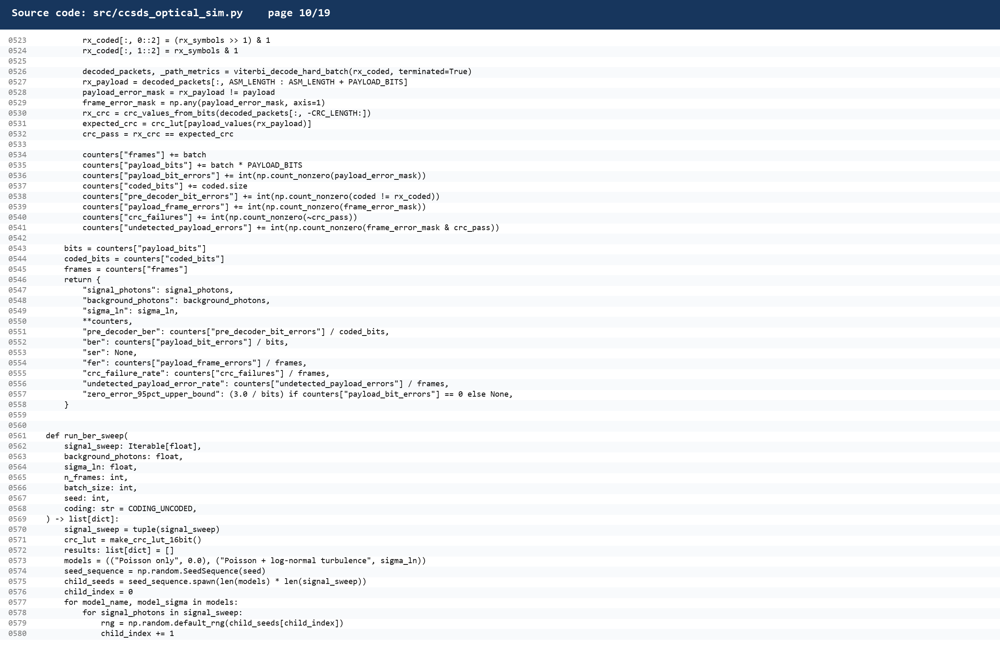 Source code: src/ccsds_optical_sim.py    page 10/19
0523            rx_coded[:, 0::2] = (rx_symbols >> 1) & 1
0524            rx_coded[:, 1::2] = rx_symbols & 1
0525
0526            decoded_packets, _path_metrics = viterbi_decode_hard_batch(rx_coded, terminated=True)
0527            rx_payload = decoded_packets[:, ASM_LENGTH : ASM_LENGTH + PAYLOAD_BITS]
0528            payload_error_mask = rx_payload != payload
0529            frame_error_mask = np.any(payload_error_mask, axis=1)
0530            rx_crc = crc_values_from_bits(decoded_packets[:, -CRC_LENGTH:])
0531            expected_crc = crc_lut[payload_values(rx_payload)]
0532            crc_pass = rx_crc == expected_crc
0533
0534            counters["frames"] += batch
0535            counters["payload_bits"] += batch * PAYLOAD_BITS
0536            counters["payload_bit_errors"] += int(np.count_nonzero(payload_error_mask))
0537            counters["coded_bits"] += coded.size
0538            counters["pre_decoder_bit_errors"] += int(np.count_nonzero(coded != rx_coded))
0539            counters["payload_frame_errors"] += int(np.count_nonzero(frame_error_mask))
0540            counters["crc_failures"] += int(np.count_nonzero(~crc_pass))
0541            counters["undetected_payload_errors"] += int(np.count_nonzero(frame_error_mask & crc_pass))
0542
0543        bits = counters["payload_bits"]
0544        coded_bits = counters["coded_bits"]
0545        frames = counters["frames"]
0546        return {
0547            "signal_photons": signal_photons,
0548            "background_photons": background_photons,
0549            "sigma_ln": sigma_ln,
0550            **counters,
0551            "pre_decoder_ber": counters["pre_decoder_bit_errors"] / coded_bits,
0552            "ber": counters["payload_bit_errors"] / bits,
0553            "ser": None,
0554            "fer": counters["payload_frame_errors"] / frames,
0555            "crc_failure_rate": counters["crc_failures"] / frames,
0556            "undetected_payload_error_rate": counters["undetected_payload_errors"] / frames,
0557            "zero_error_95pct_upper_bound": (3.0 / bits) if counters["payload_bit_errors"] == 0 else None,
0558        }
0559
0560
0561    def run_ber_sweep(
0562        signal_sweep: Iterable[float],
0563        background_photons: float,
0564        sigma_ln: float,
0565        n_frames: int,
0566        batch_size: int,
0567        seed: int,
0568        coding: str = CODING_UNCODED,
0569    ) -> list[dict]:
0570        signal_sweep = tuple(signal_sweep)
0571        crc_lut = make_crc_lut_16bit()
0572        results: list[dict] = []
0573        models = (("Poisson only", 0.0), ("Poisson + log-normal turbulence", sigma_ln))
0574        seed_sequence = np.random.SeedSequence(seed)
0575        child_seeds = seed_sequence.spawn(len(models) * len(signal_sweep))
0576        child_index = 0
0577        for model_name, model_sigma in models:
0578            for signal_photons in signal_sweep:
0579                rng = np.random.default_rng(child_seeds[child_index])
0580                child_index += 1